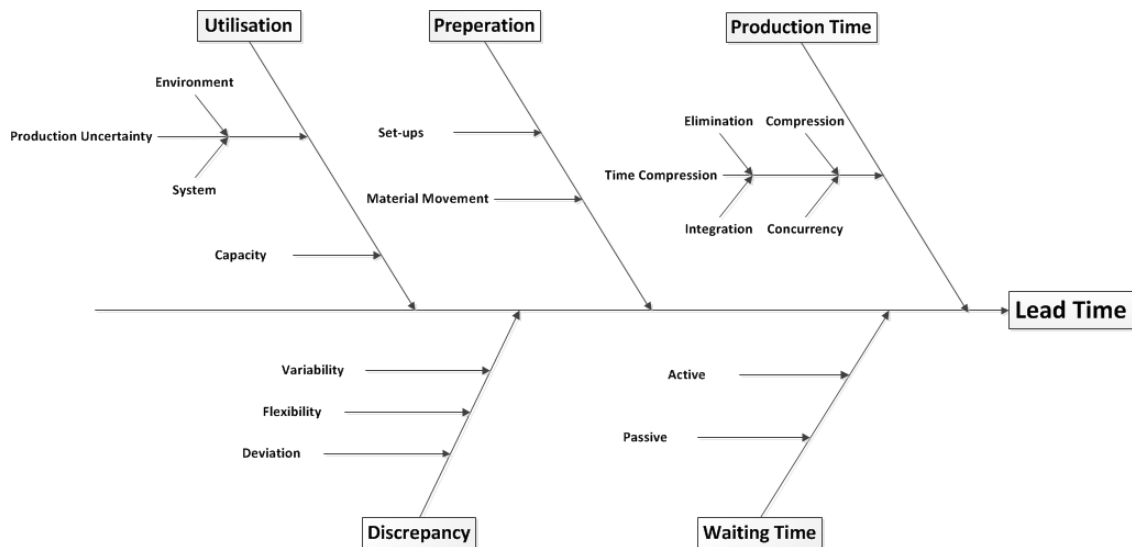 Utilisation
Preperation
Production Time
Environment
Production Uncertainty
System
Capacity
Set-ups
Material Movement
Elimination
Compression
Time Compression
Integration
Concurrency
Lead Time
Variability
Flexibility
Deviation
Discrepancy
Active
Passive
Waiting Time